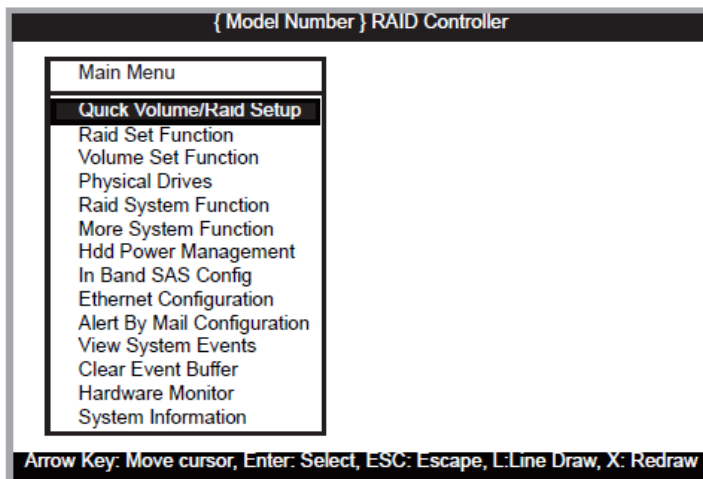 { Model Number } RAID Controller
Main Menu
Quick Volume/Raid Setup
Raid Set Function
Volume Set Function
Physical Drives
Raid System Function
More System Function
Hdd Power Management
In Band SAS Config
Ethernet Configuration
Alert By Mail Configuration
View System Events
Clear Event Buffer
Hardware Monitor
System Information
Arrow Key: Move cursor, Enter: Select, ESC: Escape, L:Line Draw, X: Redraw